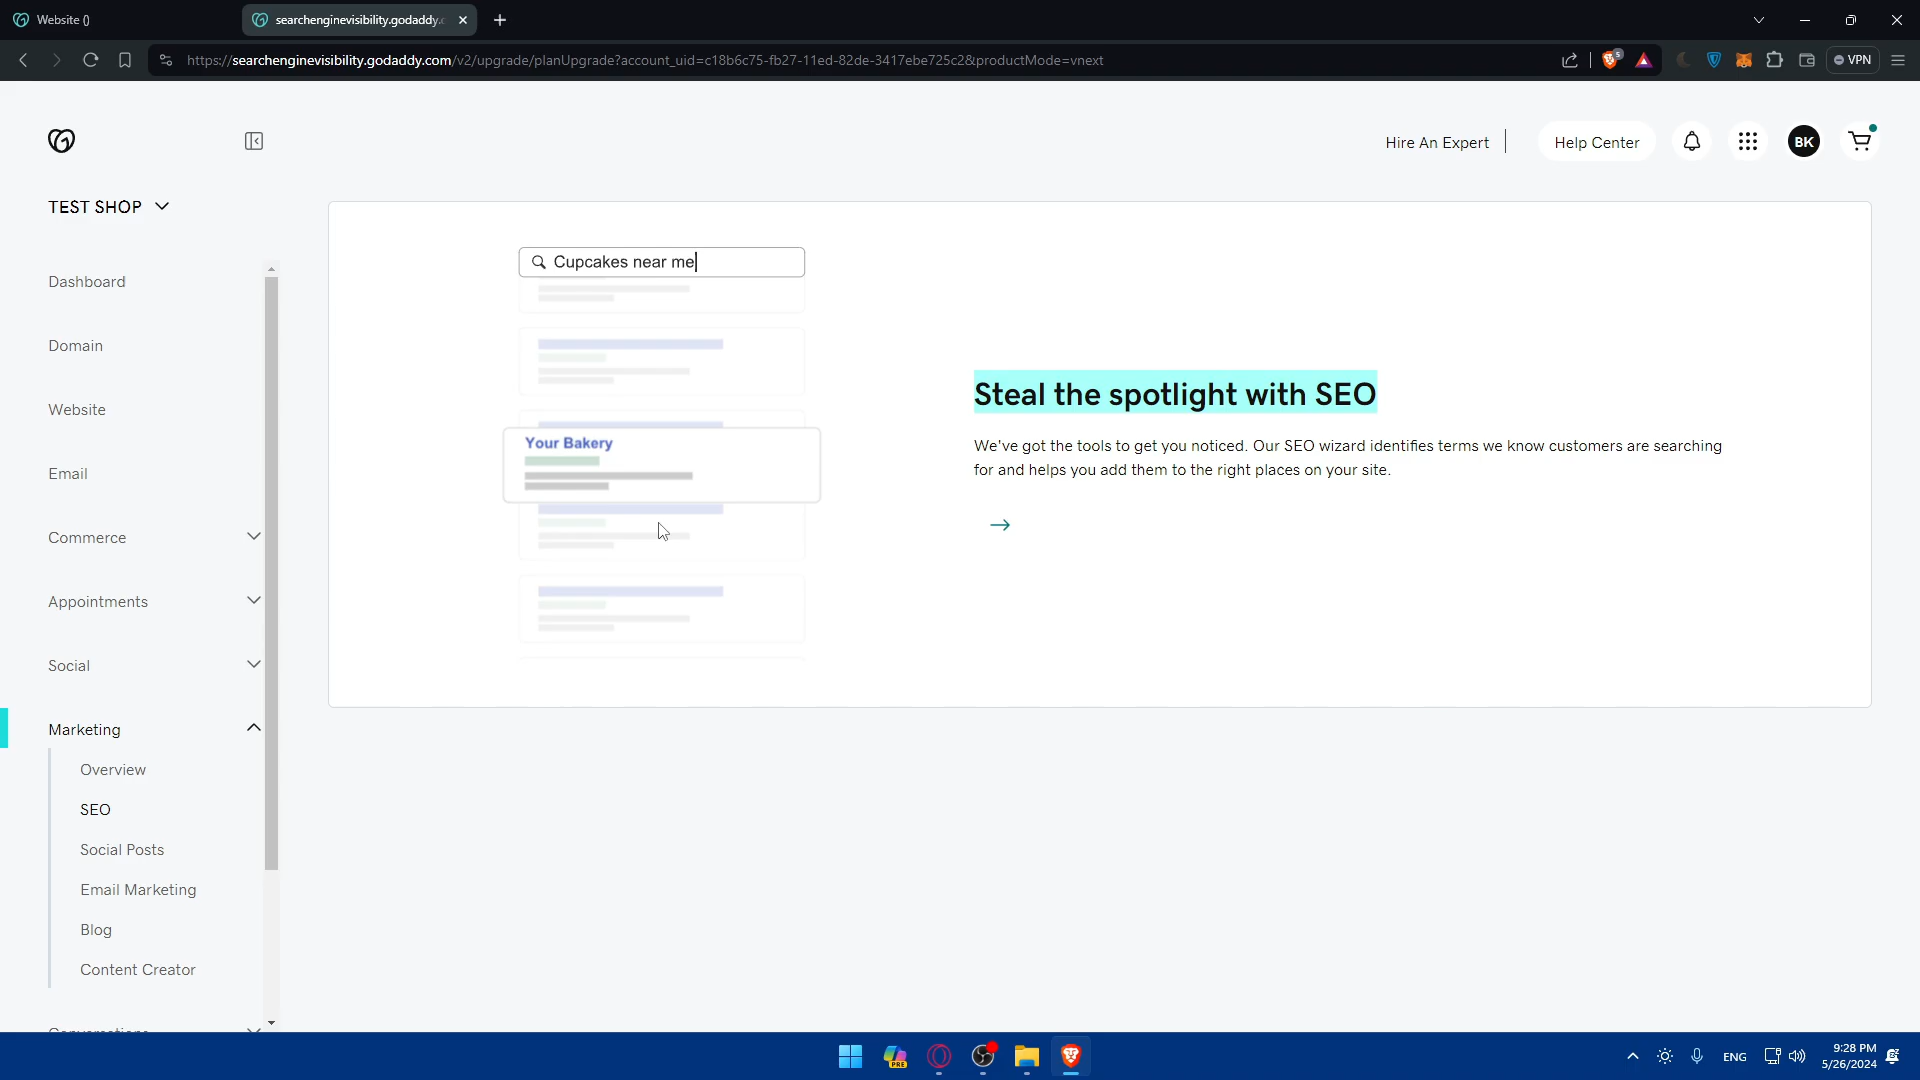 Website ()
searchenginevisibility.godaddy.c
https://searchenginevisibility.godaddy.com/v2/upgrade/planUpgrade?account_uid=c18b6c75-fb27-11ed-82de-3417ebe725c2&productMode=vnext
5
VPN
Hire An Expert
Help Center
BK
TEST SHOP
Dashboard
Domain
Website
Email
Commerce
Appointments
Social
Marketing
Overview
SEO
Social Posts
Email Marketing
Blog
Content Creator
Cupcakes near me
Your Bakery
Steal the spotlight with SEO
We've got the tools to get you noticed. Our SEO wizard identifies terms we know customers are searching
for and helps you add them to the right places on your site.
PRE
ENG
9:28 PM
5/26/2024